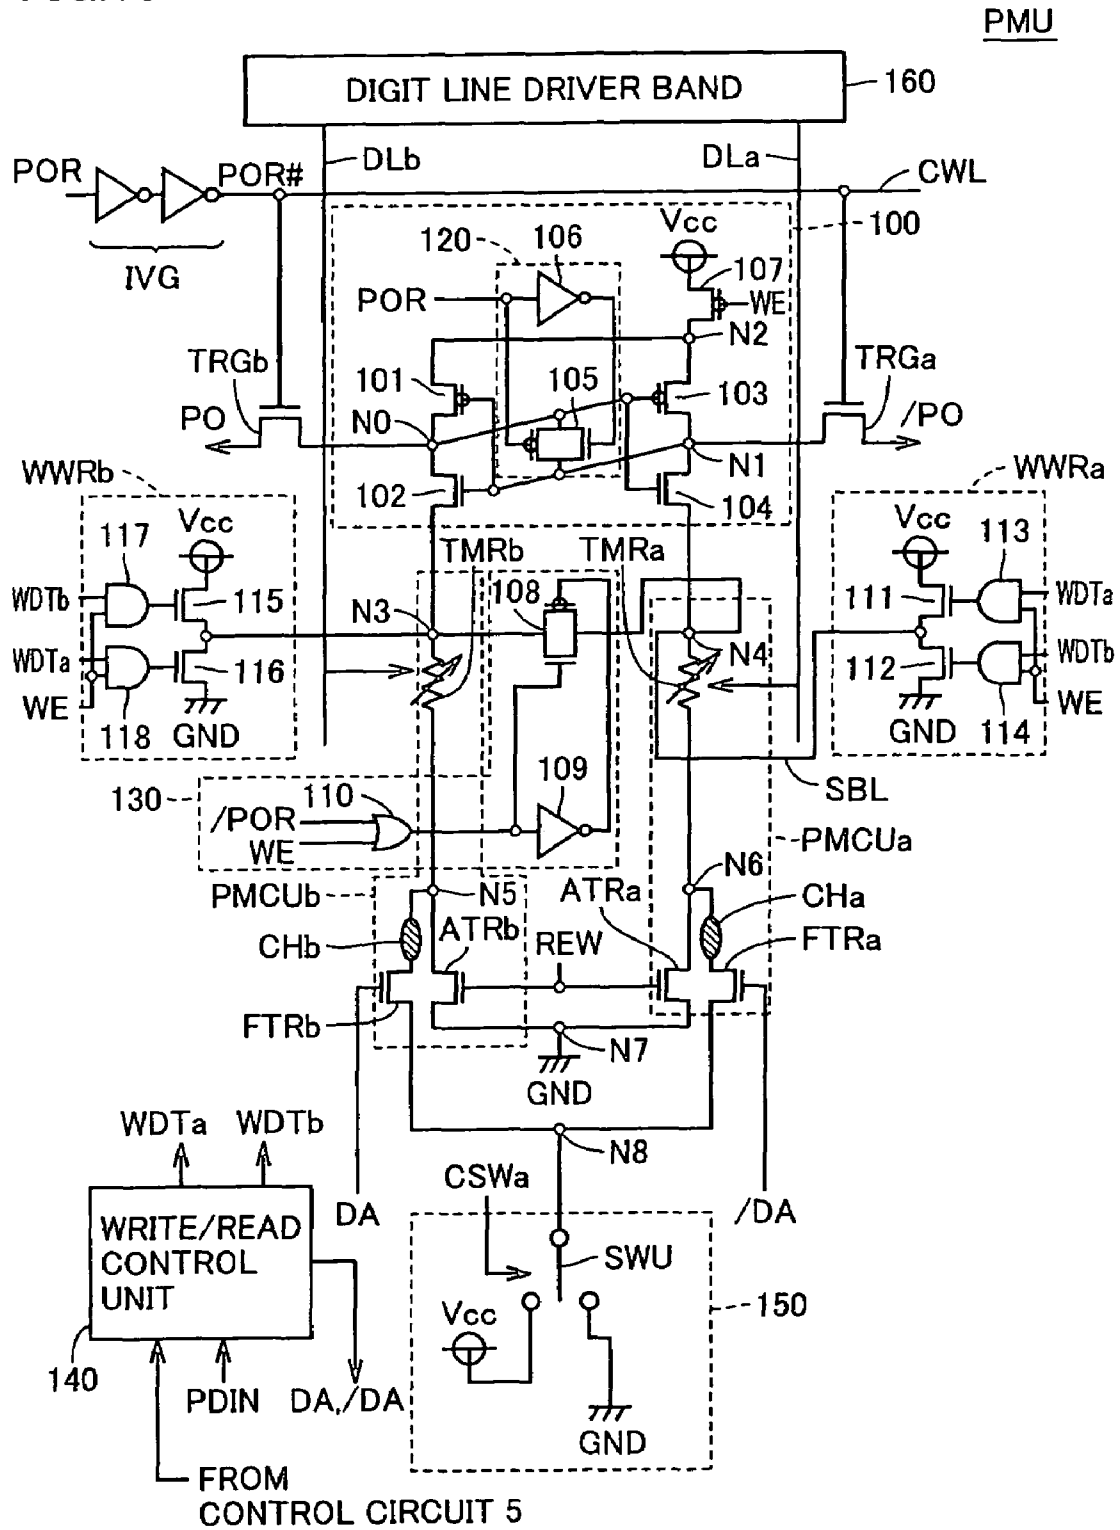 PMU
DIGIT LINE DRIVER BAND
160
DLb
DLa
POR
POR#
CWL
IVG
Vcc
100
120
106
107
WE
POR
N2
TRGb
TRGa
101
105
103
PO
/PO
N0
N1
WWRb
WWRa
102
104
117
Vcc
Vcc
113
TMRb
TMRa
WDTb
115
N3
108
111
WDTa
WDTa
116
N4
112
WDTb
WE
118
GND
GND
114
WE
130
110
109
SBL
/POR
WE
PMCUa
PMCUb
N5
N6
ATRa
CHa
CHb
ATRb
REW
FTRa
FTRb
N7
GND
WDTa
WDTb
N8
CSWa
DA
/DA
WRITE/READ
CONTROL
UNIT
SWU
150
Vcc
140
PDIN
DA,/DA
GND
FROM
CONTROL CIRCUIT 5